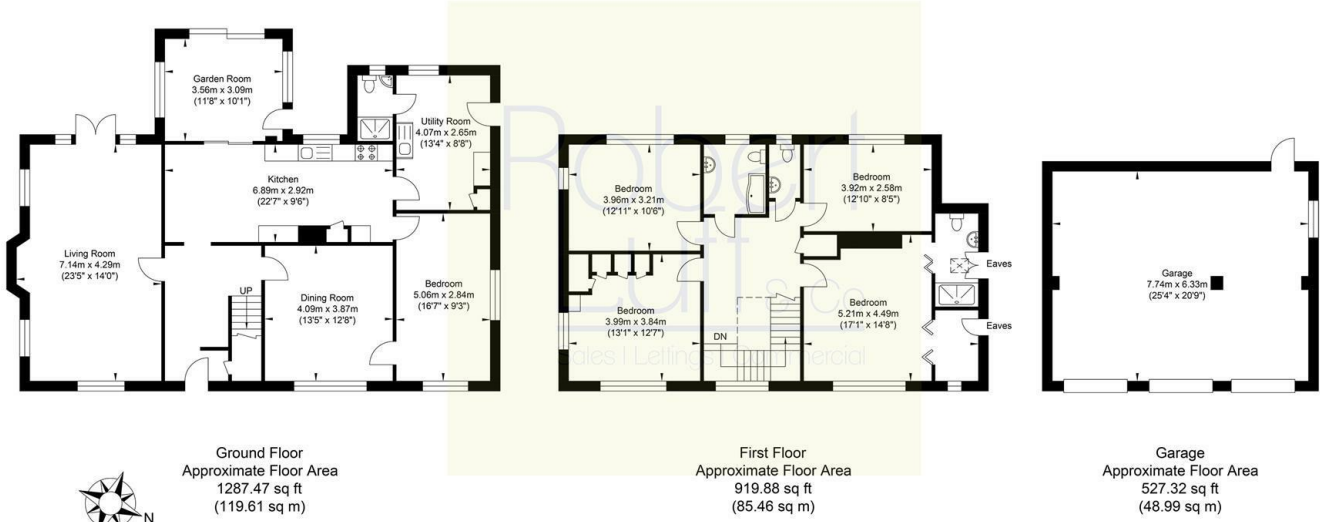 Garden Room
3.56m x 3.09m
(11'8" x 10'1")
Utility Room
4.07m x 2.65m
(13'4" x 8'8")
Kitchen
6.89m x 2.92m
(22'7" x 9'6")
Living Room
7.14m x 4.29m
(23'5" x 14'0")
UP
Dining Room
4.09m x 3.87m
(13'5" x 12'8")
Bedroom
5.06m x 2.84m
(16'7" x 9'3")
Ground Floor
Approximate Floor Area
1287.47 sq ft
(119.61 sq m)
N
Robert
Luff
& Co
Sales | Lettings | Commercial
Bedroom
3.96m x 3.21m
(12'11" x 10'6")
Bedroom
3.92m x 2.58m
(12'10" x 8'5")
Bedroom
3.99m x 3.84m
(13'1" x 12'7")
DN
Bedroom
5.21m x 4.49m
(17'1" x 14'8")
Eaves
Eaves
First Floor
Approximate Floor Area
919.88 sq ft
(85.46 sq m)
Garage
7.74m x 6.33m
(25'4" x 20'9")
Garage
Approximate Floor Area
527.32 sq ft
(48.99 sq m)